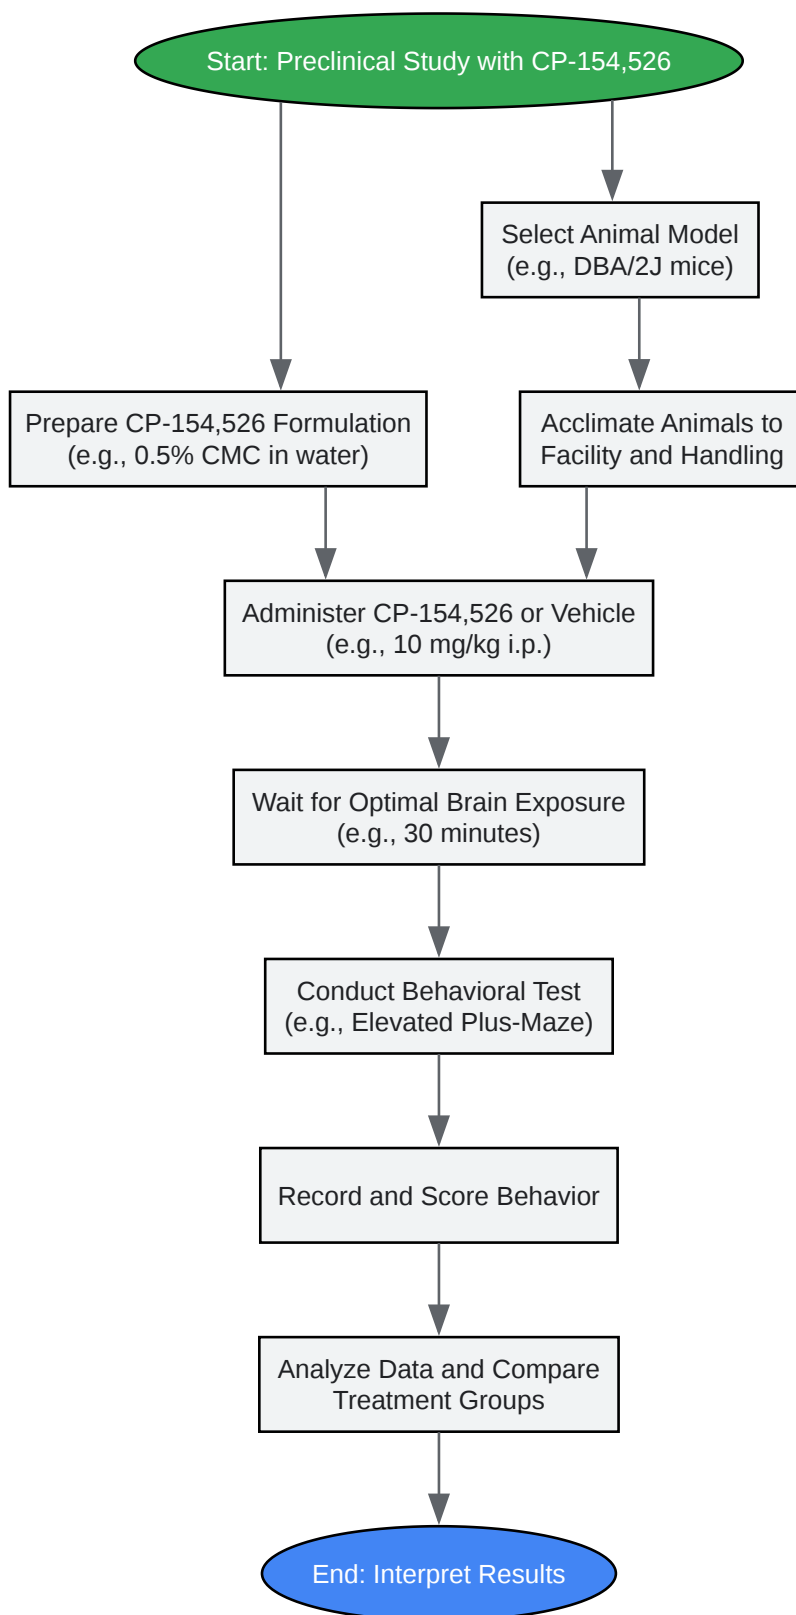 Start: Preclinical Study with CP-154,526
Select Animal Model
(e.g., DBA/2J mice)
Prepare CP-154,526 Formulation
(e.g., 0.5% CMC in water)
Acclimate Animals to
Facility and Handling
Administer CP-154,526 or Vehicle
(e.g., 10 mg/kg i.p.)
Wait for Optimal Brain Exposure
(e.g., 30 minutes)
Conduct Behavioral Test
(e.g., Elevated Plus-Maze)
Record and Score Behavior
Analyze Data and Compare
Treatment Groups
End: Interpret Results